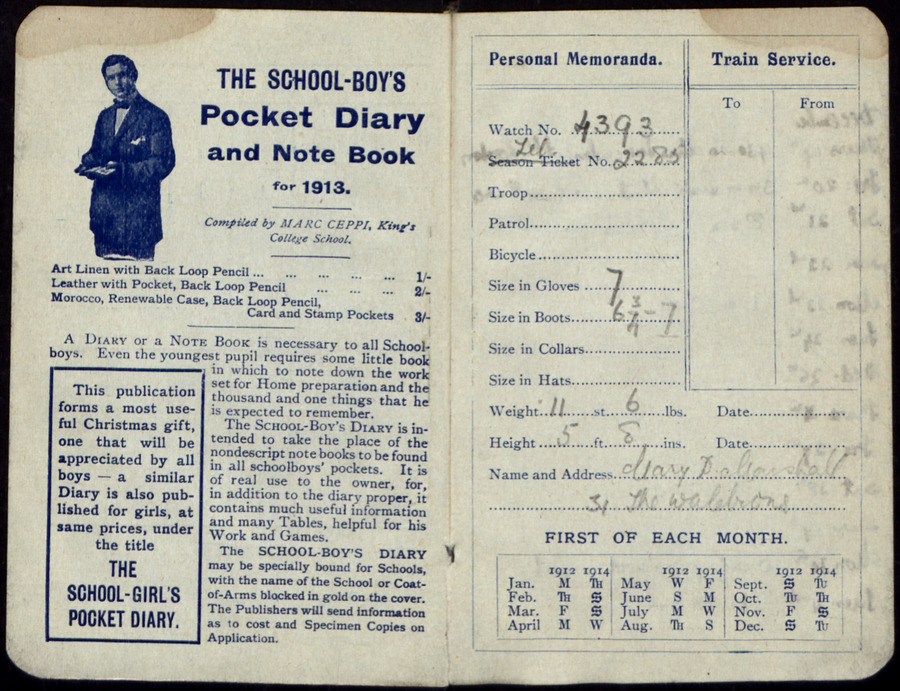 THE SCHOOL-BOY'S
Pocket Diary
and Note Book
for 1913.
Compiled by MARC CEPPI, King's
College School.
Art Linen with Back Loop Pencil ... ... ... ... ... 1/-
Leather with Pocket, Back Loop Pencil ... ... ... 2/-
Morocco, Renewable Case, Back Loop Pencil,
Card and Stamp Pockets 3/-
A DIARY OR A NOTE BOOK is necessary to all School-
boys. Even the youngest pupil requires some little book
in which to note down the work
set for Home preparation and the
thousand and one things that he
is expected to remember.
The SCHOOL-BOY'S DIARY is in-
tended to take the place of the
nondescript note books to be found
in all schoolboys' pockets. It is
of real use to the owner, for,
in addition to the diary proper, it
contains much useful information
and many Tables, helpful for his
Work and Games.
The SCHOOL-BOY'S DIARY
may be specially bound for Schools,
with the name of the School or Coat-
of-Arms blocked in gold on the cover.
The Publishers will send information
as to cost and Specimen Copies on
Application.
This publication
forms a most use-
ful Christmas gift,
one that will be
appreciated by all
boys — a similar
Diary is also pub-
lished for girls, at
same prices, under
the title
THE
SCHOOL-GIRL'S
POCKET DIARY.
Personal Memoranda.
Watch No. 4393
Tel
Season Ticket No. 2285
Troop
Patrol
Bicycle
Size in Gloves 7
Size in Boots 6 3/4 - 7
Size in Collars
Size in Hats
Weight 11 st. 6 lbs. Date
Height 5 ft. 8 ins. Date
Name and Address Mary D. Marshall
The Waldrons
Train Service.
To From
FIRST OF EACH MONTH.
1912 1914 1912 1914 1912 1914
Jan. M TH May W F Sept. S TU
Feb. TH S June S M Oct. TU TH
Mar. F S July M W Nov. F S
April M W Aug. TH S Dec. S TU